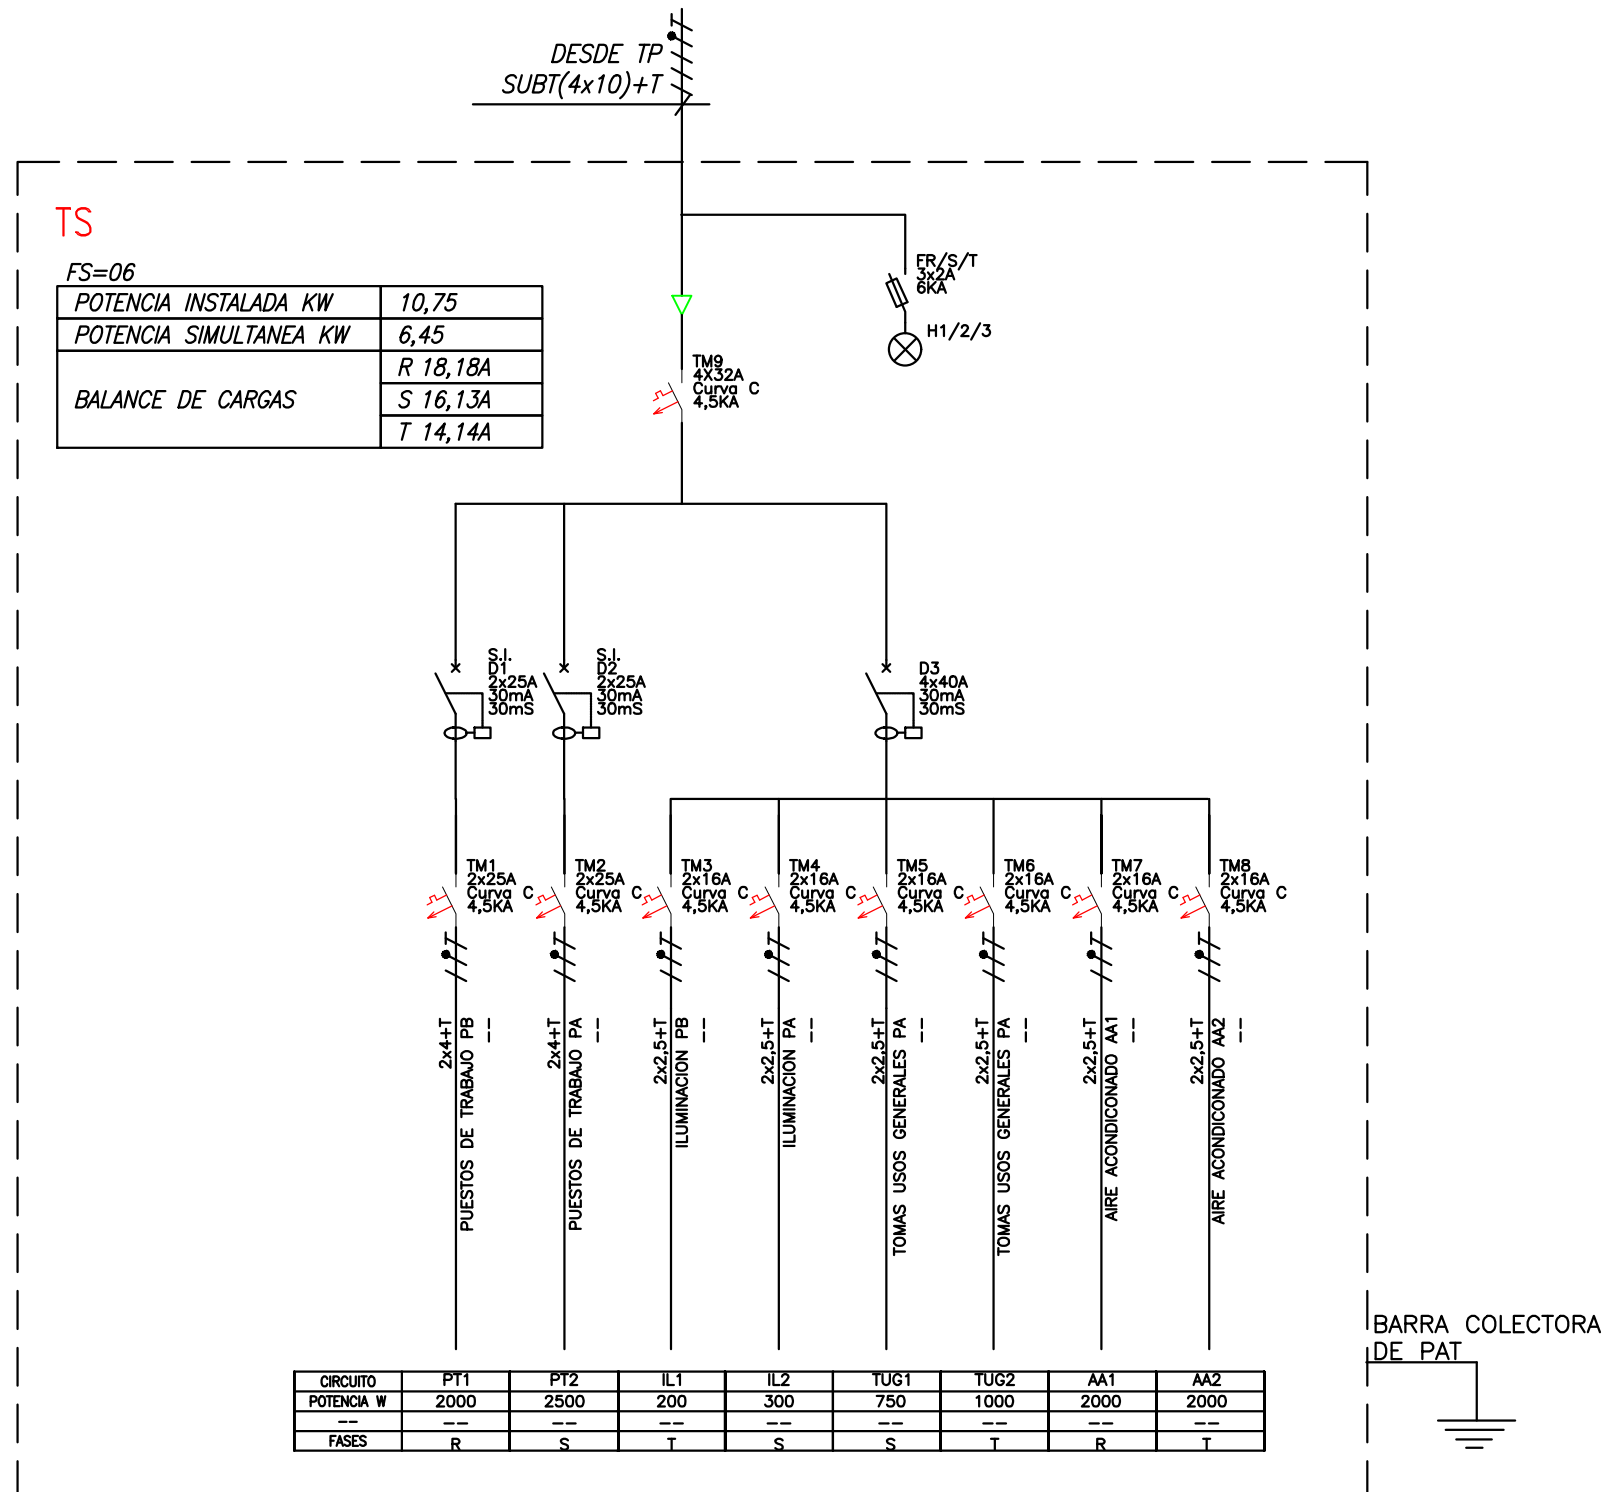 DESDE TP
SUBT(4x10)+T
TS
FS=06
POTENCIA INSTALADA KW 10,75
POTENCIA SIMULTANEA KW 6,45
BALANCE DE CARGAS
R 18,18A
S 16,13A
T 14,14A
FR/S/T
3x2A
6KA
H1/2/3
TM9
4X32A
Curva C
4,5KA
S.I.
D1
2x25A
30mA
30mS
S.I.
D2
2x25A
30mA
30mS
D3
4x40A
30mA
30mS
TM1
2x25A
Curva C
4,5KA
TM2
2x25A
Curva C
4,5KA
TM3
2x16A
Curva C
4,5KA
TM4
2x16A
Curva C
4,5KA
TM5
2x16A
Curva C
4,5KA
TM6
2x16A
Curva C
4,5KA
TM7
2x16A
Curva C
4,5KA
TM8
2x16A
Curva C
4,5KA
2x4+T
PUESTOS DE TRABAJO PB
--
2x4+T
PUESTOS DE TRABAJO PA
--
2x2,5+T
ILUMINACION PB
--
2x2,5+T
ILUMINACION PA
--
2x2,5+T
TOMAS USOS GENERALES PA
--
2x2,5+T
TOMAS USOS GENERALES PA
--
2x2,5+T
AIRE ACONDICONADO AA1
--
2x2,5+T
AIRE ACONDICONADO AA2
--
BARRA COLECTORA
DE PAT
CIRCUITO PT1 PT2 IL1 IL2 TUG1 TUG2 AA1 AA2
POTENCIA W 2000 2500 200 300 750 1000 2000 2000
-- -- -- -- -- -- -- -- --
FASES R S T S S T R T